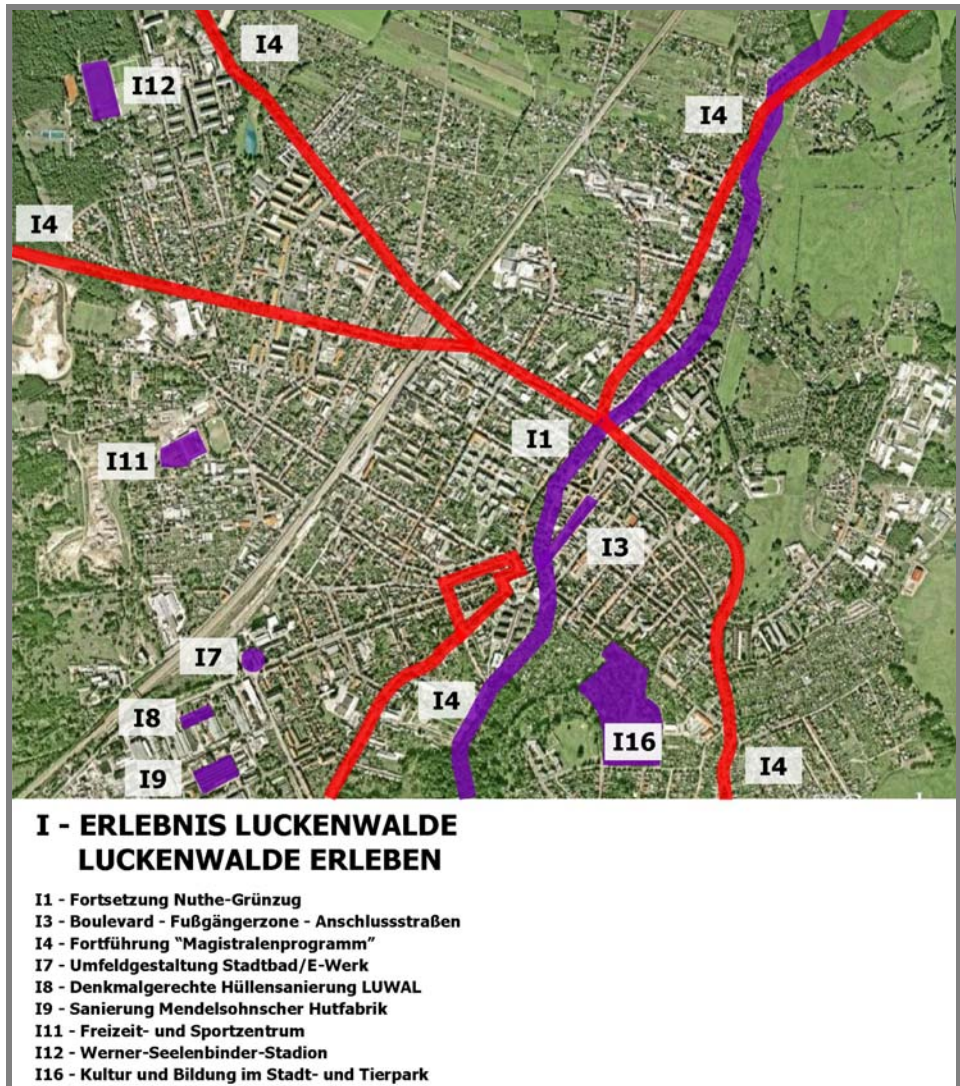 I4
I12
I4
I4
I1
I11
I3
I7
I4
I8
I16
I9
I4
I - ERLEBNIS LUCKENWALDE
LUCKENWALDE ERLEBEN
I1 - Fortsetzung Nuthe-Grünzug
I3 - Boulevard - Fußgängerzone - Anschlussstraßen
I4 - Fortführung "Magistralenprogramm"
I7 - Umfeldgestaltung Stadtbad/E-Werk
I8 - Denkmalgerechte Hüllensanierung LUWAL
I9 - Sanierung Mendelsohnscher Hutfabrik
I11 - Freizeit- und Sportzentrum
I12 - Werner-Seelenbinder-Stadion
I16 - Kultur und Bildung im Stadt- und Tierpark